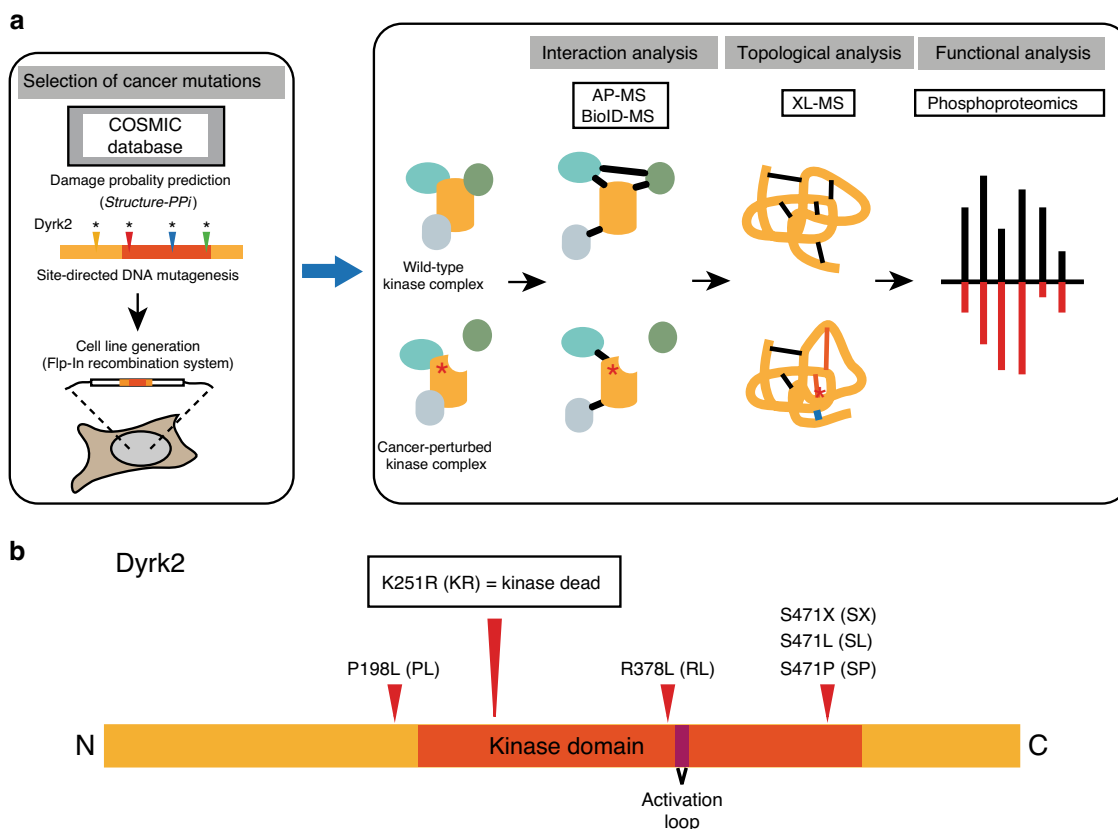 a
Selection of cancer mutations
COSMIC
database
Damage probality prediction
(Structure-PPi)
Dyrk2
* * * *
Site-directed DNA mutagenesis
Cell line generation
(Flp-In recombination system)
Interaction analysis
Topological analysis
Functional analysis
AP-MS
BioID-MS
XL-MS
Phosphoproteomics
Wild-type
kinase complex
*
*
*
Cancer-perturbed
kinase complex
b
Dyrk2
K251R (KR) = kinase dead
S471X (SX)
S471L (SL)
P198L (PL)
R378L (RL)
S471P (SP)
N
Kinase domain
C
Activation
loop